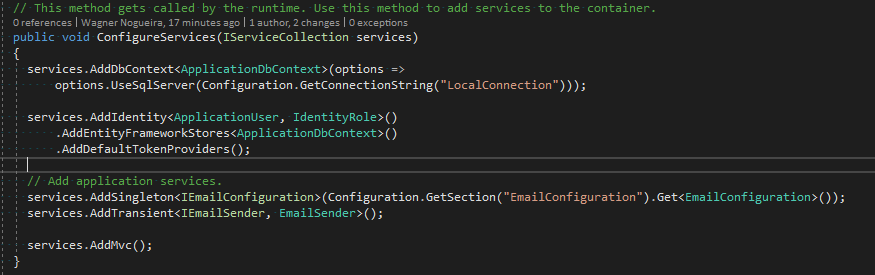 // This method gets called by the runtime. Use this method to add services to the container.
0 references | Wagner Nogueira, 17 minutes ago | 1 author, 2 changes | 0 exceptions
public void ConfigureServices(IServiceCollection services)
{
services.AddDbContext<ApplicationDbContext>(options =>
options.UseSqlServer(Configuration.GetConnectionString("LocalConnection")));
services.AddIdentity<ApplicationUser, IdentityRole>()
.AddEntityFrameworkStores<ApplicationDbContext>()
.AddDefaultTokenProviders();
// Add application services.
services.AddSingleton<IEmailConfiguration>(Configuration.GetSection("EmailConfiguration").Get<EmailConfiguration>());
services.AddTransient<IEmailSender, EmailSender>();
services.AddMvc();
}